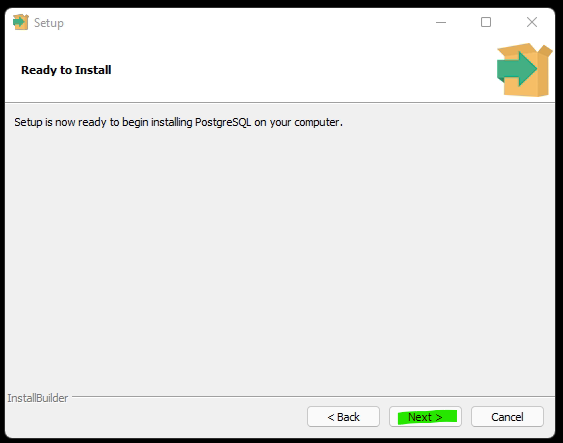 Setup
Ready to Install
Setup is now ready to begin installing PostgreSQL on your computer.
InstallBuilder
< Back
Next >
Cancel